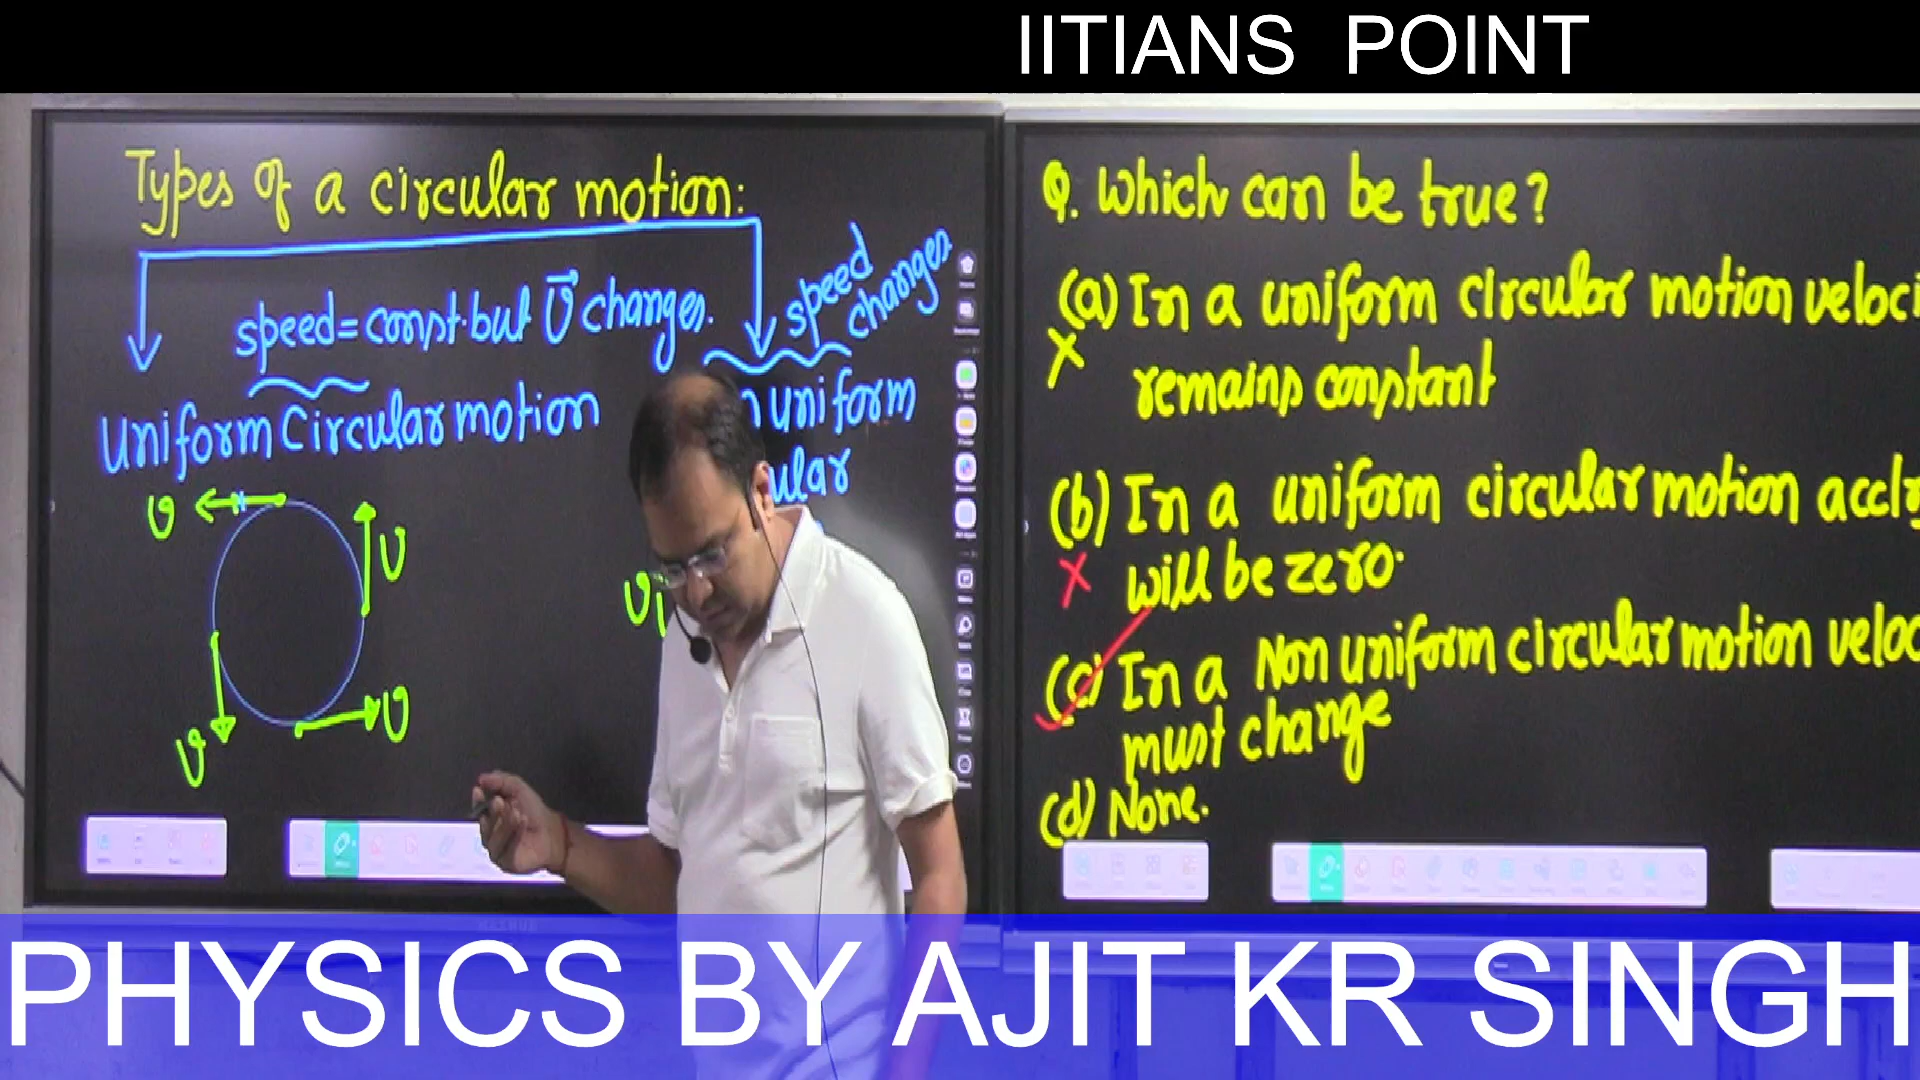 IITIANS POINT
Types of a circular motion:
speed = const. but v⃗ changes.
speed
changes.
Uniform Circular motion
uniform
ular
v
v
v
v
v₁
Q. Which can be true?
(a) In a uniform circular motion veloci
remains constant
(b) In a uniform circular motion accln
will be zero.
(c) In a Non uniform circular motion veloc
must change
(d) None.
PHYSICS BY AJIT KR SINGH